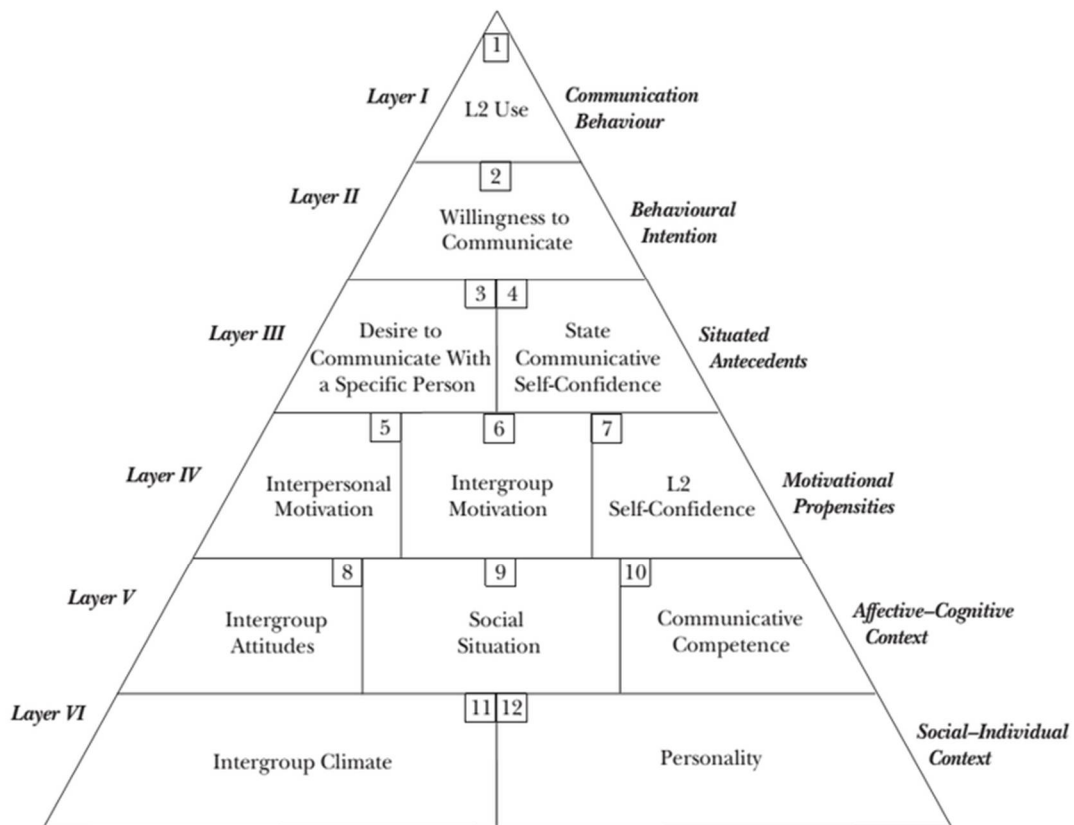 1
Layer I
L2 Use
Communication
Behaviour
2
Layer II
Willingness to
Communicate
Behavioural
Intention
3 4
Layer III
Desire to
Communicate With
a Specific Person
State
Communicative
Self-Confidence
Situated
Antecedents
5 6 7
Layer IV
Interpersonal
Motivation
Intergroup
Motivation
L2
Self-Confidence
Motivational
Propensities
8 9 10
Layer V
Intergroup
Attitudes
Social
Situation
Communicative
Competence
Affective–Cognitive
Context
11 12
Layer VI
Intergroup Climate
Personality
Social–Individual
Context